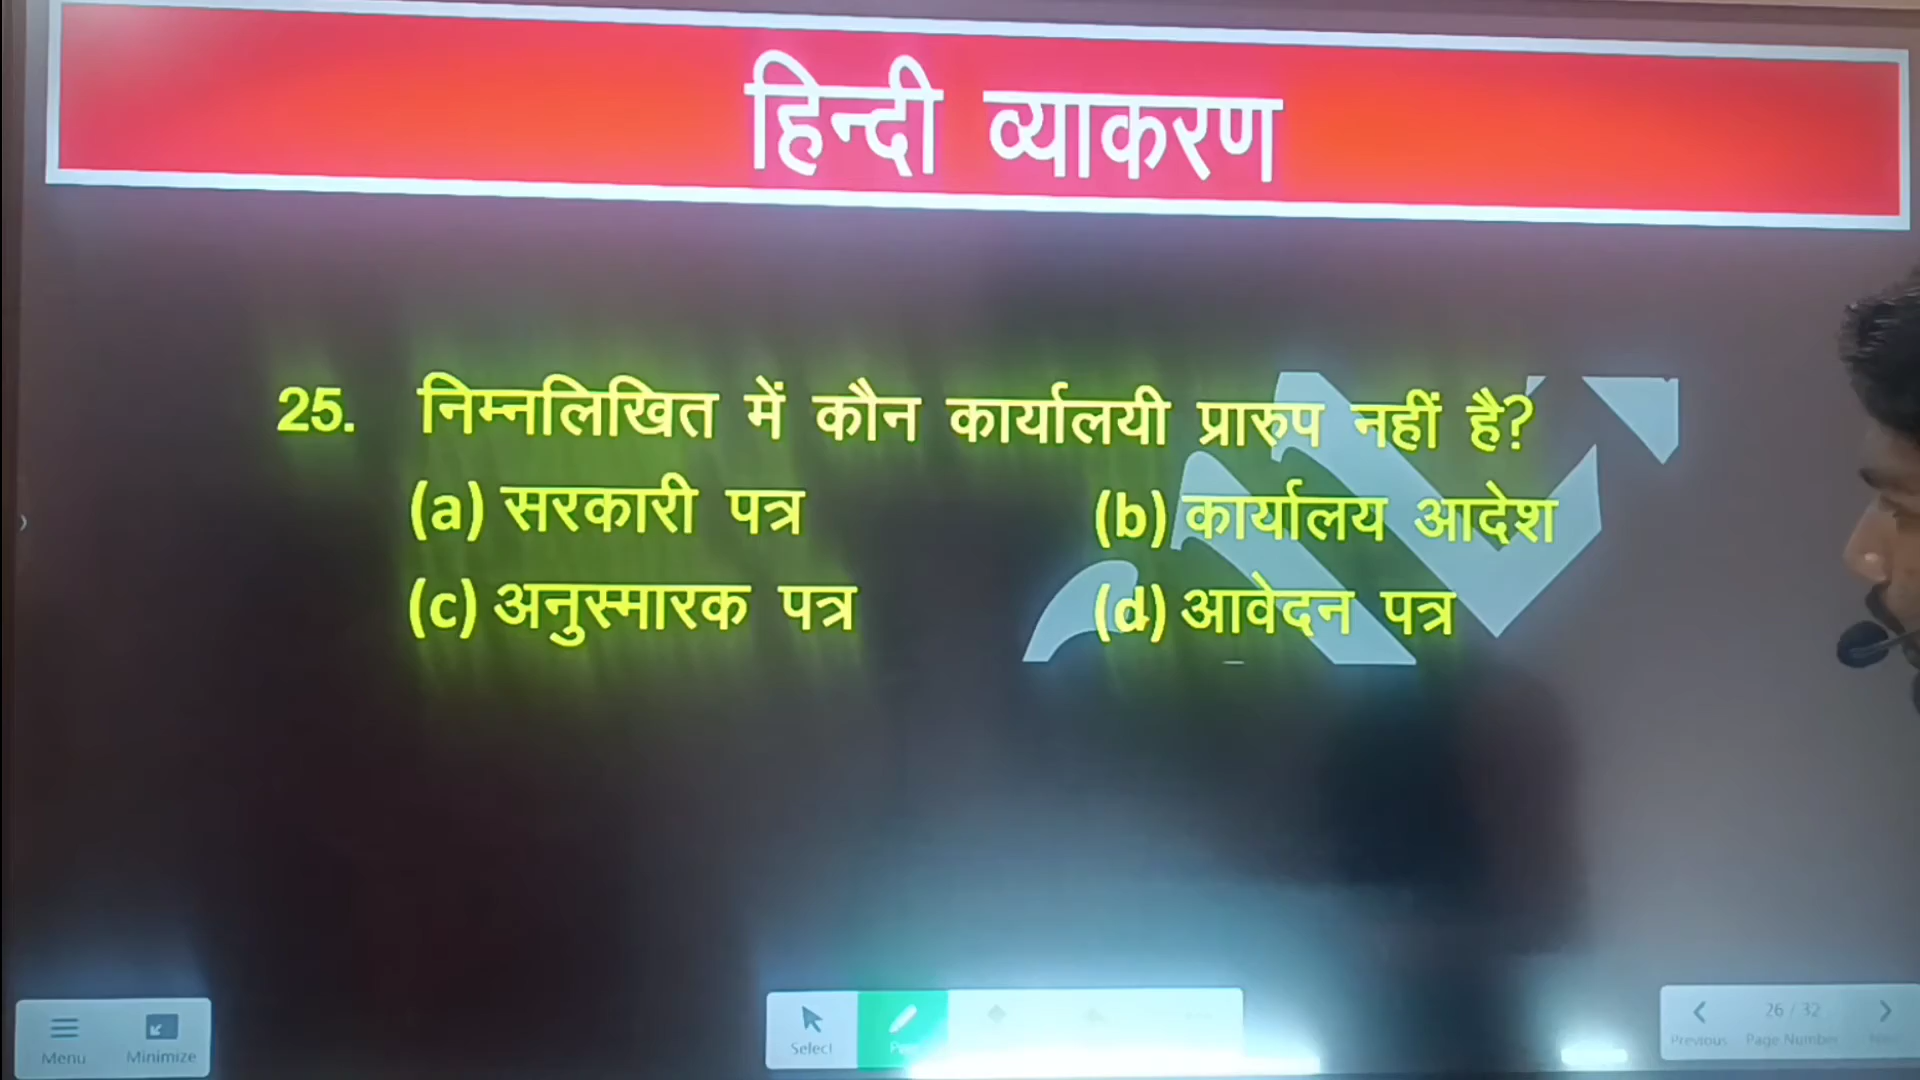 हिन्दी व्याकरण
25. निम्नलिखित में कौन कार्यालयी प्रारुप नहीं है?
(a) सरकारी पत्र (b) कार्यालय आदेश
(c) अनुस्मारक पत्र (d) आवेदन पत्र
Menu Minimize Select 26 / 32
Previous Page Number